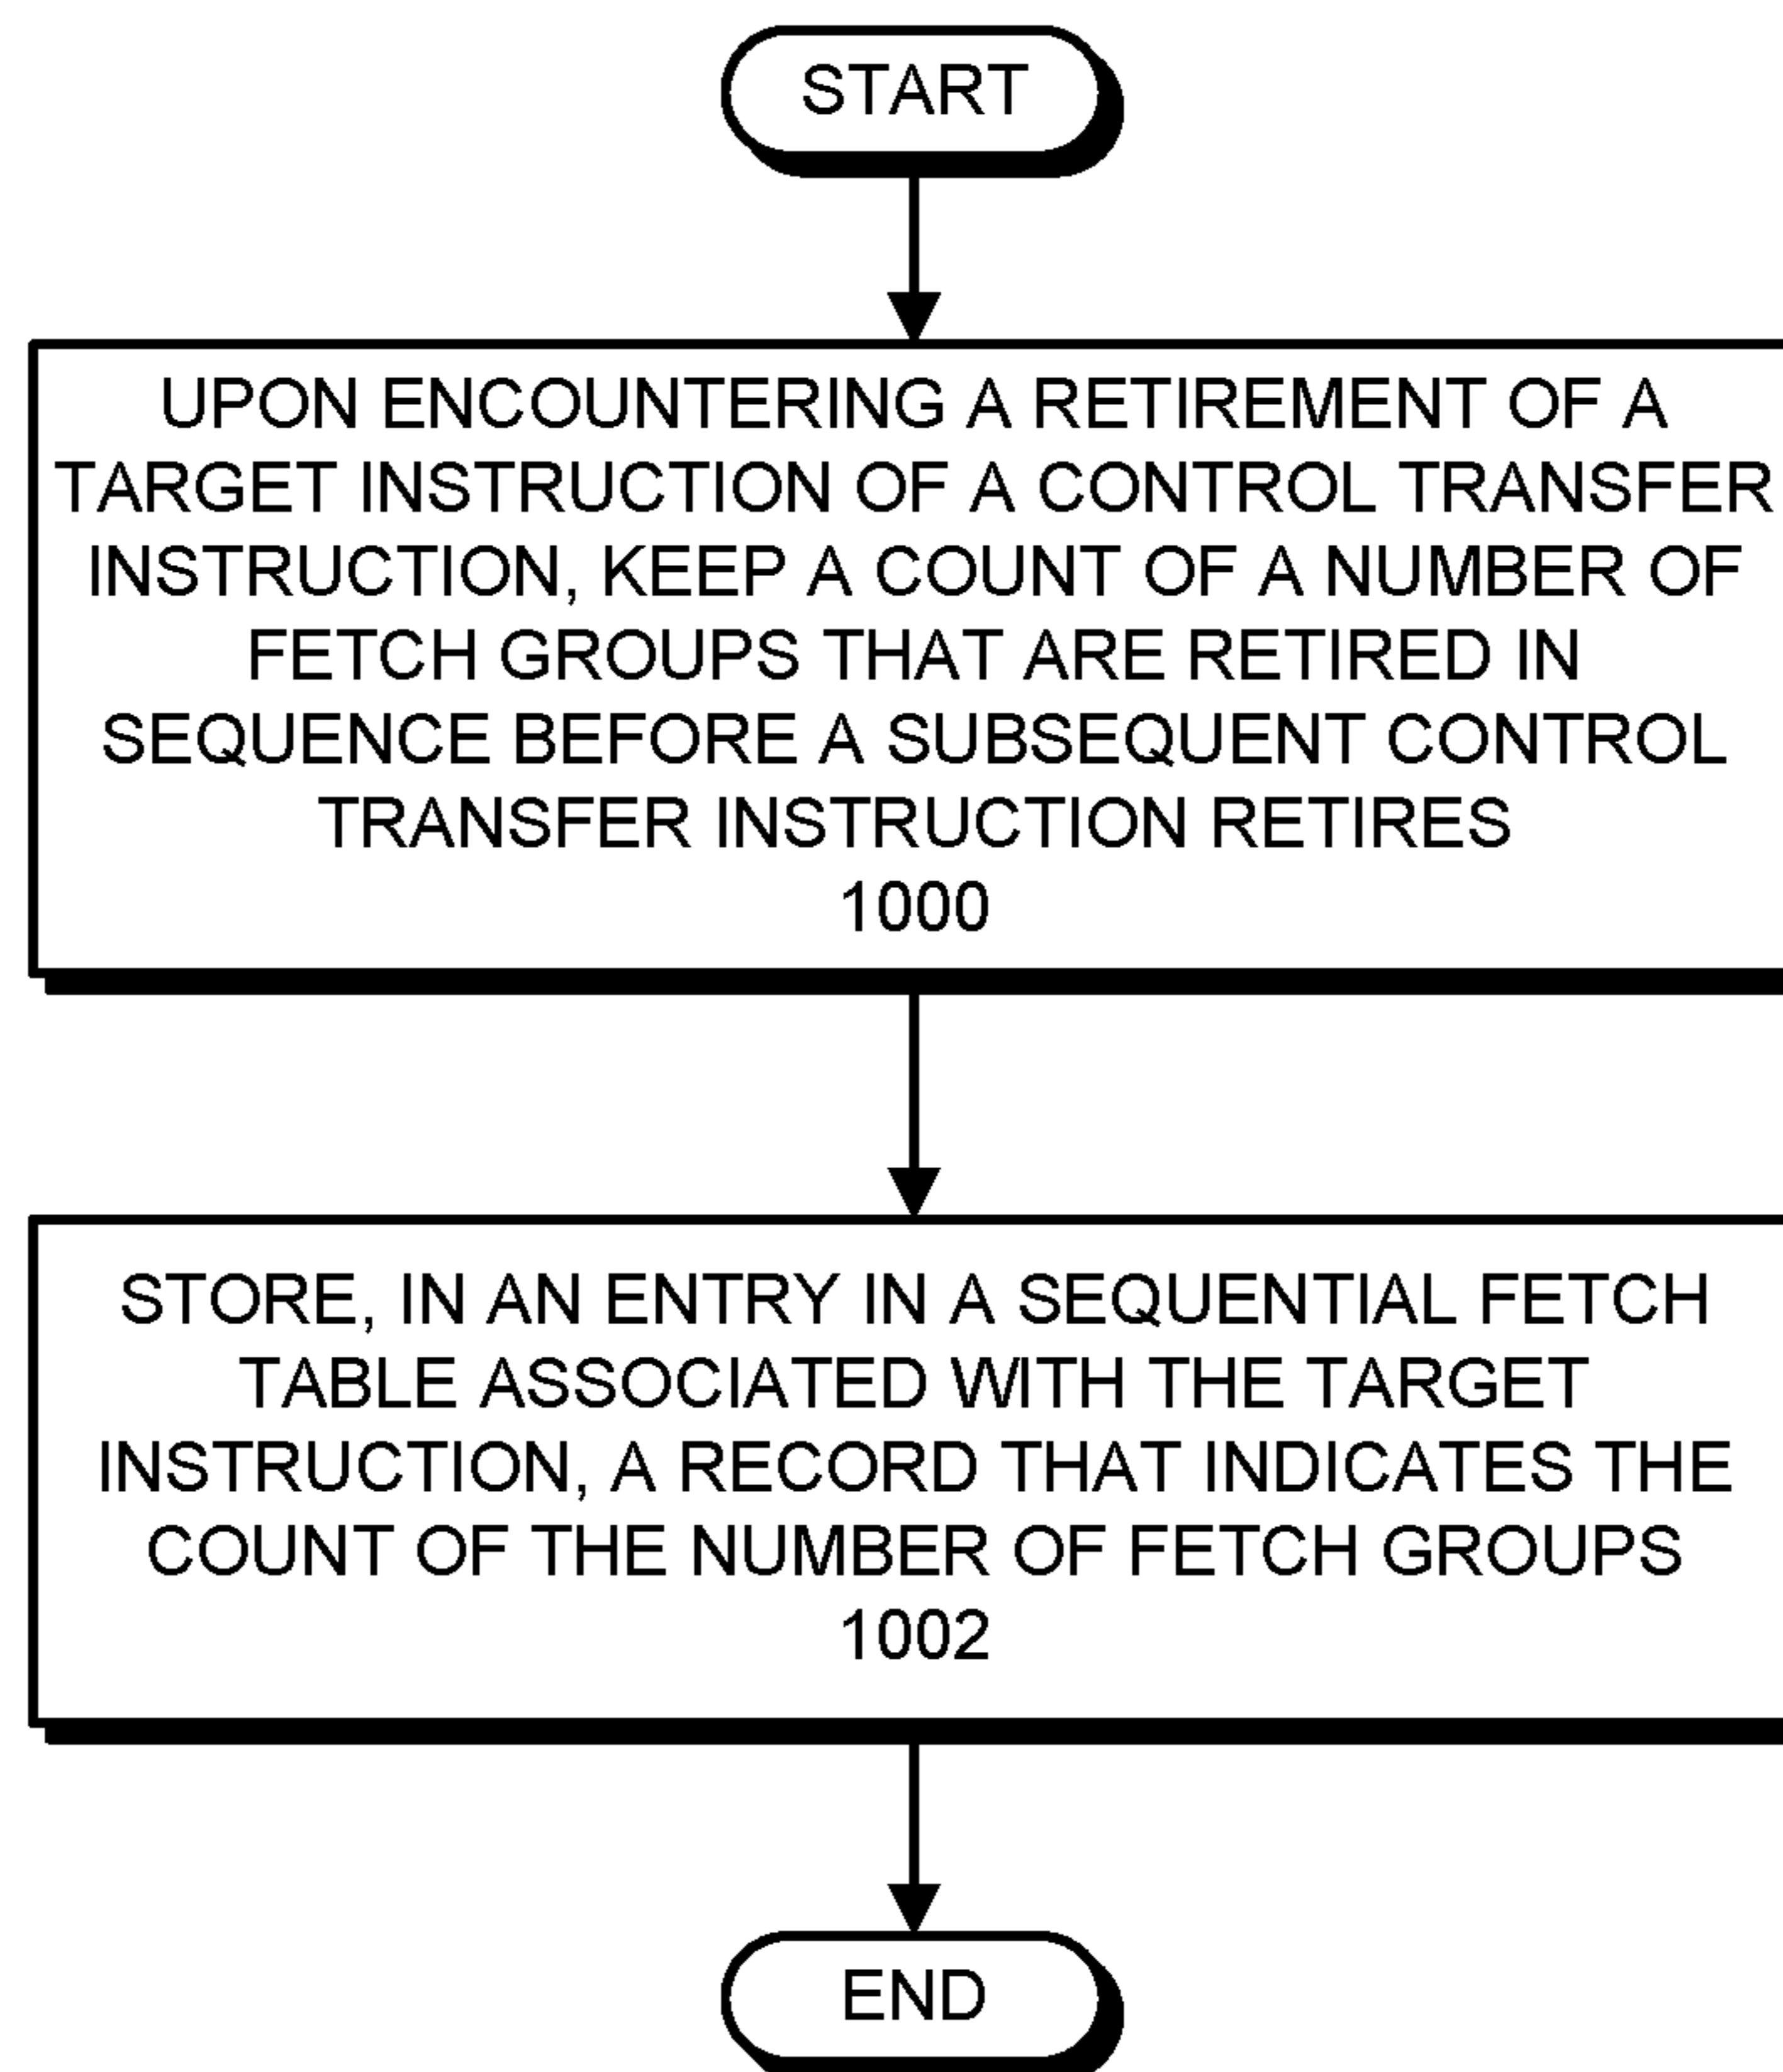 START
UPON ENCOUNTERING A RETIREMENT OF A
TARGET INSTRUCTION OF A CONTROL TRANSFER
INSTRUCTION, KEEP A COUNT OF A NUMBER OF
FETCH GROUPS THAT ARE RETIRED IN
SEQUENCE BEFORE A SUBSEQUENT CONTROL
TRANSFER INSTRUCTION RETIRES
1000
STORE, IN AN ENTRY IN A SEQUENTIAL FETCH
TABLE ASSOCIATED WITH THE TARGET
INSTRUCTION, A RECORD THAT INDICATES THE
COUNT OF THE NUMBER OF FETCH GROUPS
1002
END